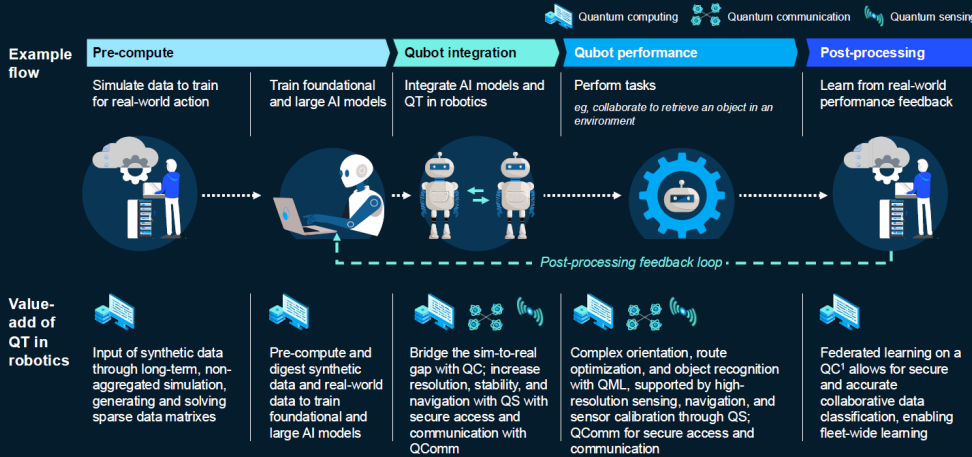 Quantum computing
Quantum communication
Quantum sensing
Example
flow
Pre-compute
Qubot integration
Qubot performance
Post-processing
Simulate data to train
for real-world action
Train foundational
and large AI models
Integrate AI models and
QT in robotics
Perform tasks
eg, collaborate to retrieve an object in an
environment
Learn from real-world
performance feedback
Post-processing feedback loop
Value-
add of
QT in
robotics
Input of synthetic data
through long-term, non-
aggregated simulation,
generating and solving
sparse data matrixes
Pre-compute and
digest synthetic
data and real-world
data to train
foundational and
large AI models
Bridge the sim-to-real
gap with QC; increase
resolution, stability, and
navigation with QS with
secure access and
communication with
QComm
Complex orientation, route
optimization, and object recognition
with QML, supported by high-
resolution sensing, navigation, and
sensor calibration through QS;
QComm for secure access and
communication
Federated learning on a
QC¹ allows for secure
and accurate
collaborative data
classification, enabling
fleet-wide learning